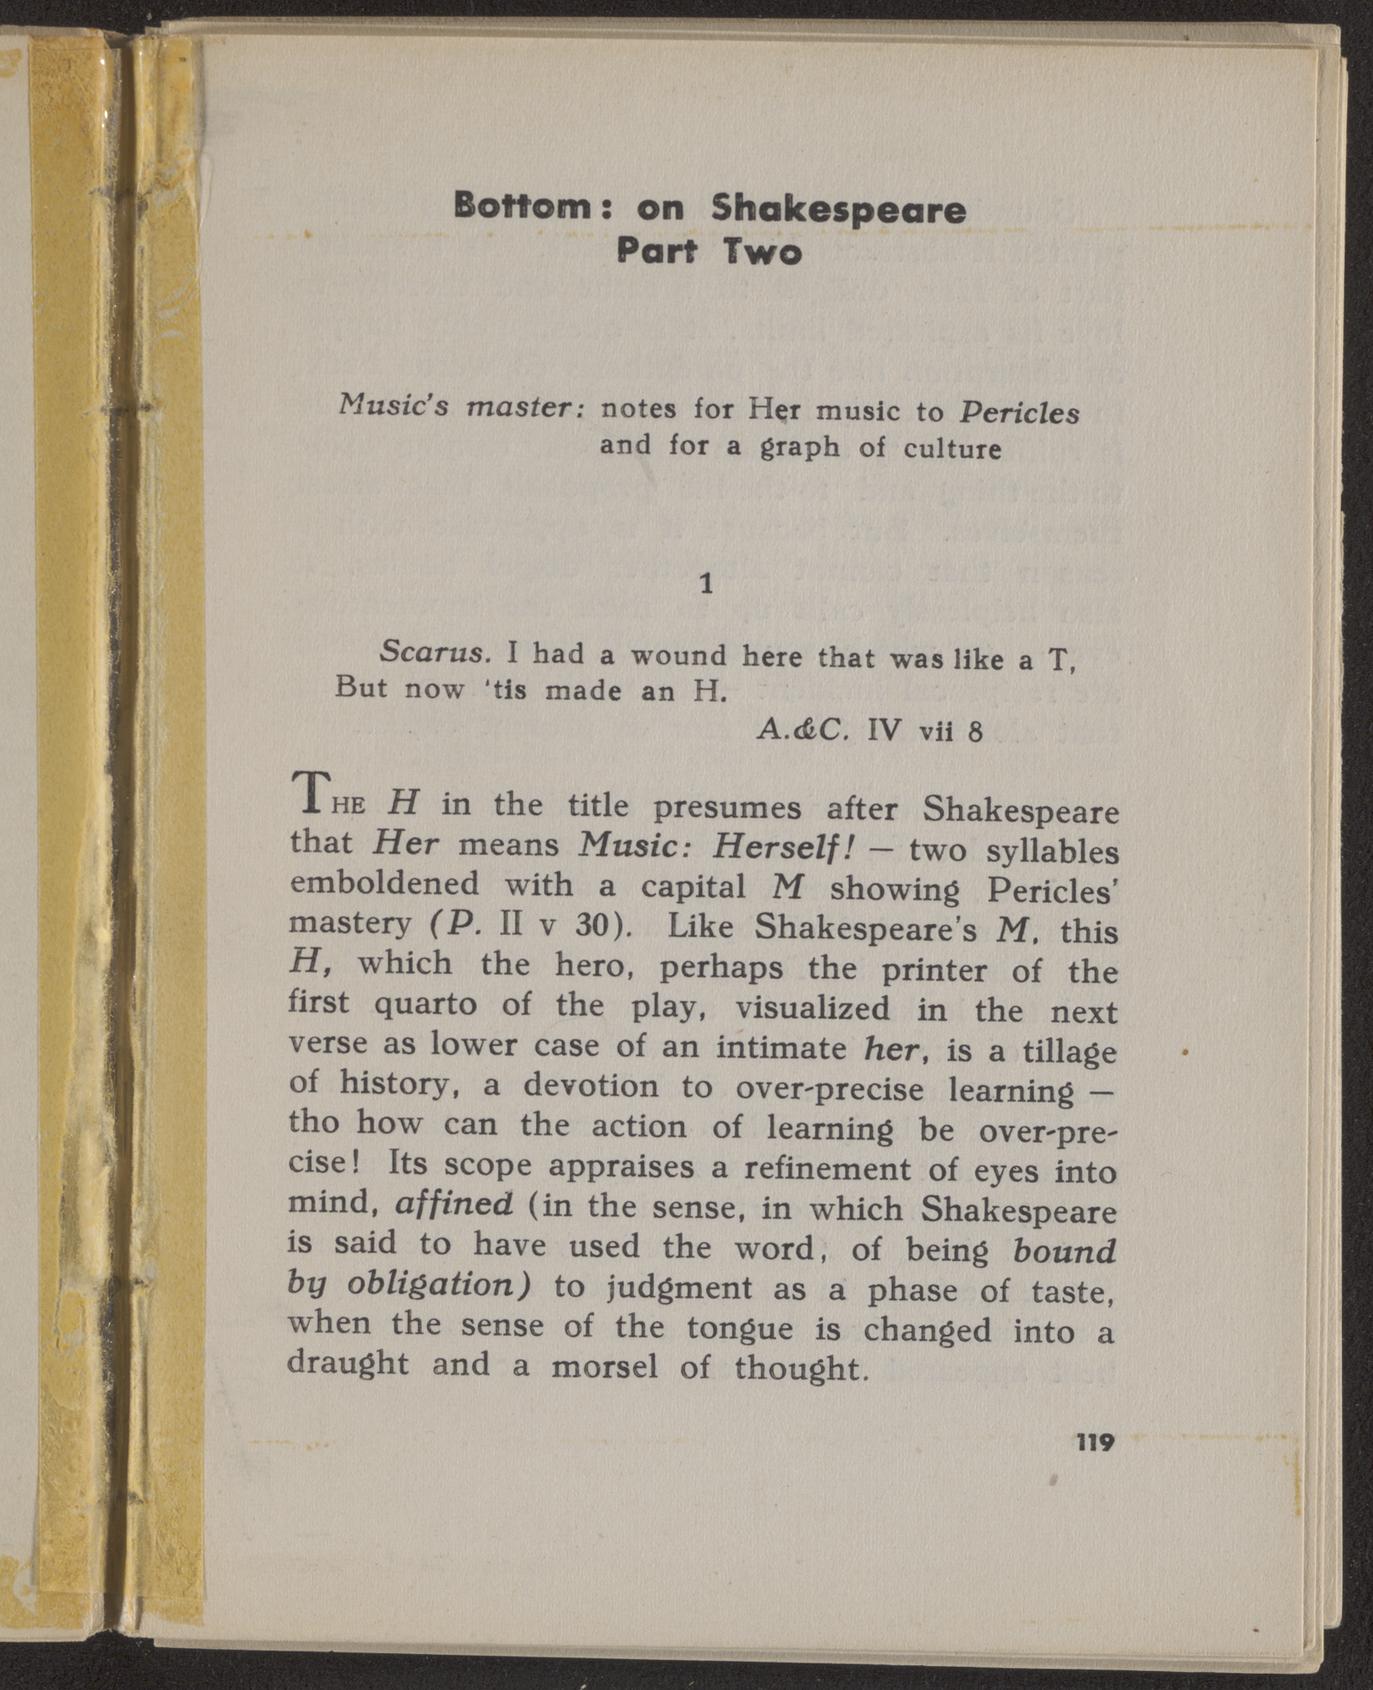 Bottom: on Shakespeare
Part Two
Music's master: notes for Her music to Pericles
and for a graph of culture
1
Scarus. I had a wound here that was like a T,
But now 'tis made an H.
A.&C. IV vii 8
THE H in the title presumes after Shakespeare
that Her means Music: Herself! — two syllables
emboldened with a capital M showing Pericles'
mastery (P. II v 30). Like Shakespeare's M, this
H, which the hero, perhaps the printer of the
first quarto of the play, visualized in the next
verse as lower case of an intimate her, is a tillage
of history, a devotion to over-precise learning —
tho how can the action of learning be over-pre-
cise! Its scope appraises a refinement of eyes into
mind, affined (in the sense, in which Shakespeare
is said to have used the word, of being bound
by obligation) to judgment as a phase of taste,
when the sense of the tongue is changed into a
draught and a morsel of thought.
119